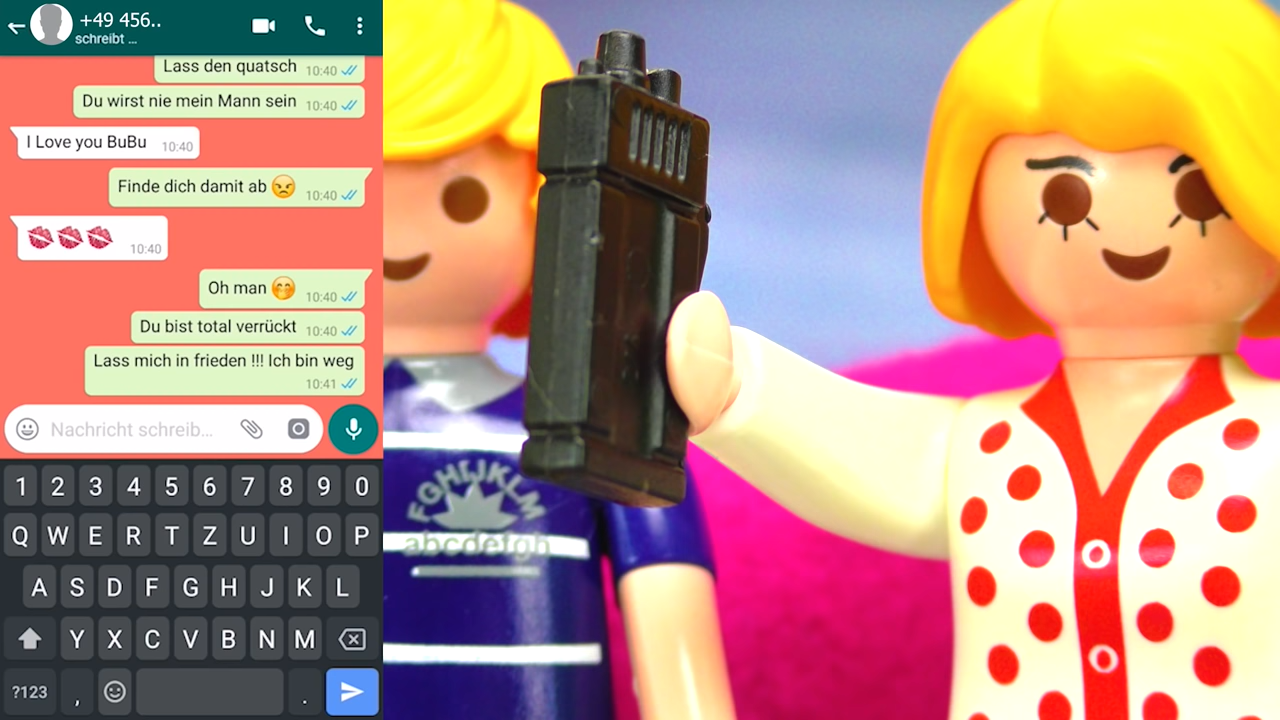 +49 456..
schreibt ...
Lass den quatsch 10:40
Du wirst nie mein Mann sein 10:40
I Love you BuBu 10:40
Finde dich damit ab 😠 10:40
💋💋💋 10:40
Oh man 🤭 10:40
Du bist total verrückt 10:40
Lass mich in frieden !!! Ich bin weg
10:41
Nachricht schreib...
1 2 3 4 5 6 7 8 9 0
Q W E R T Z U I O P
A S D F G H J K L
Y X C V B N M
?123 , .
FGHIJKLM
abcdefgh